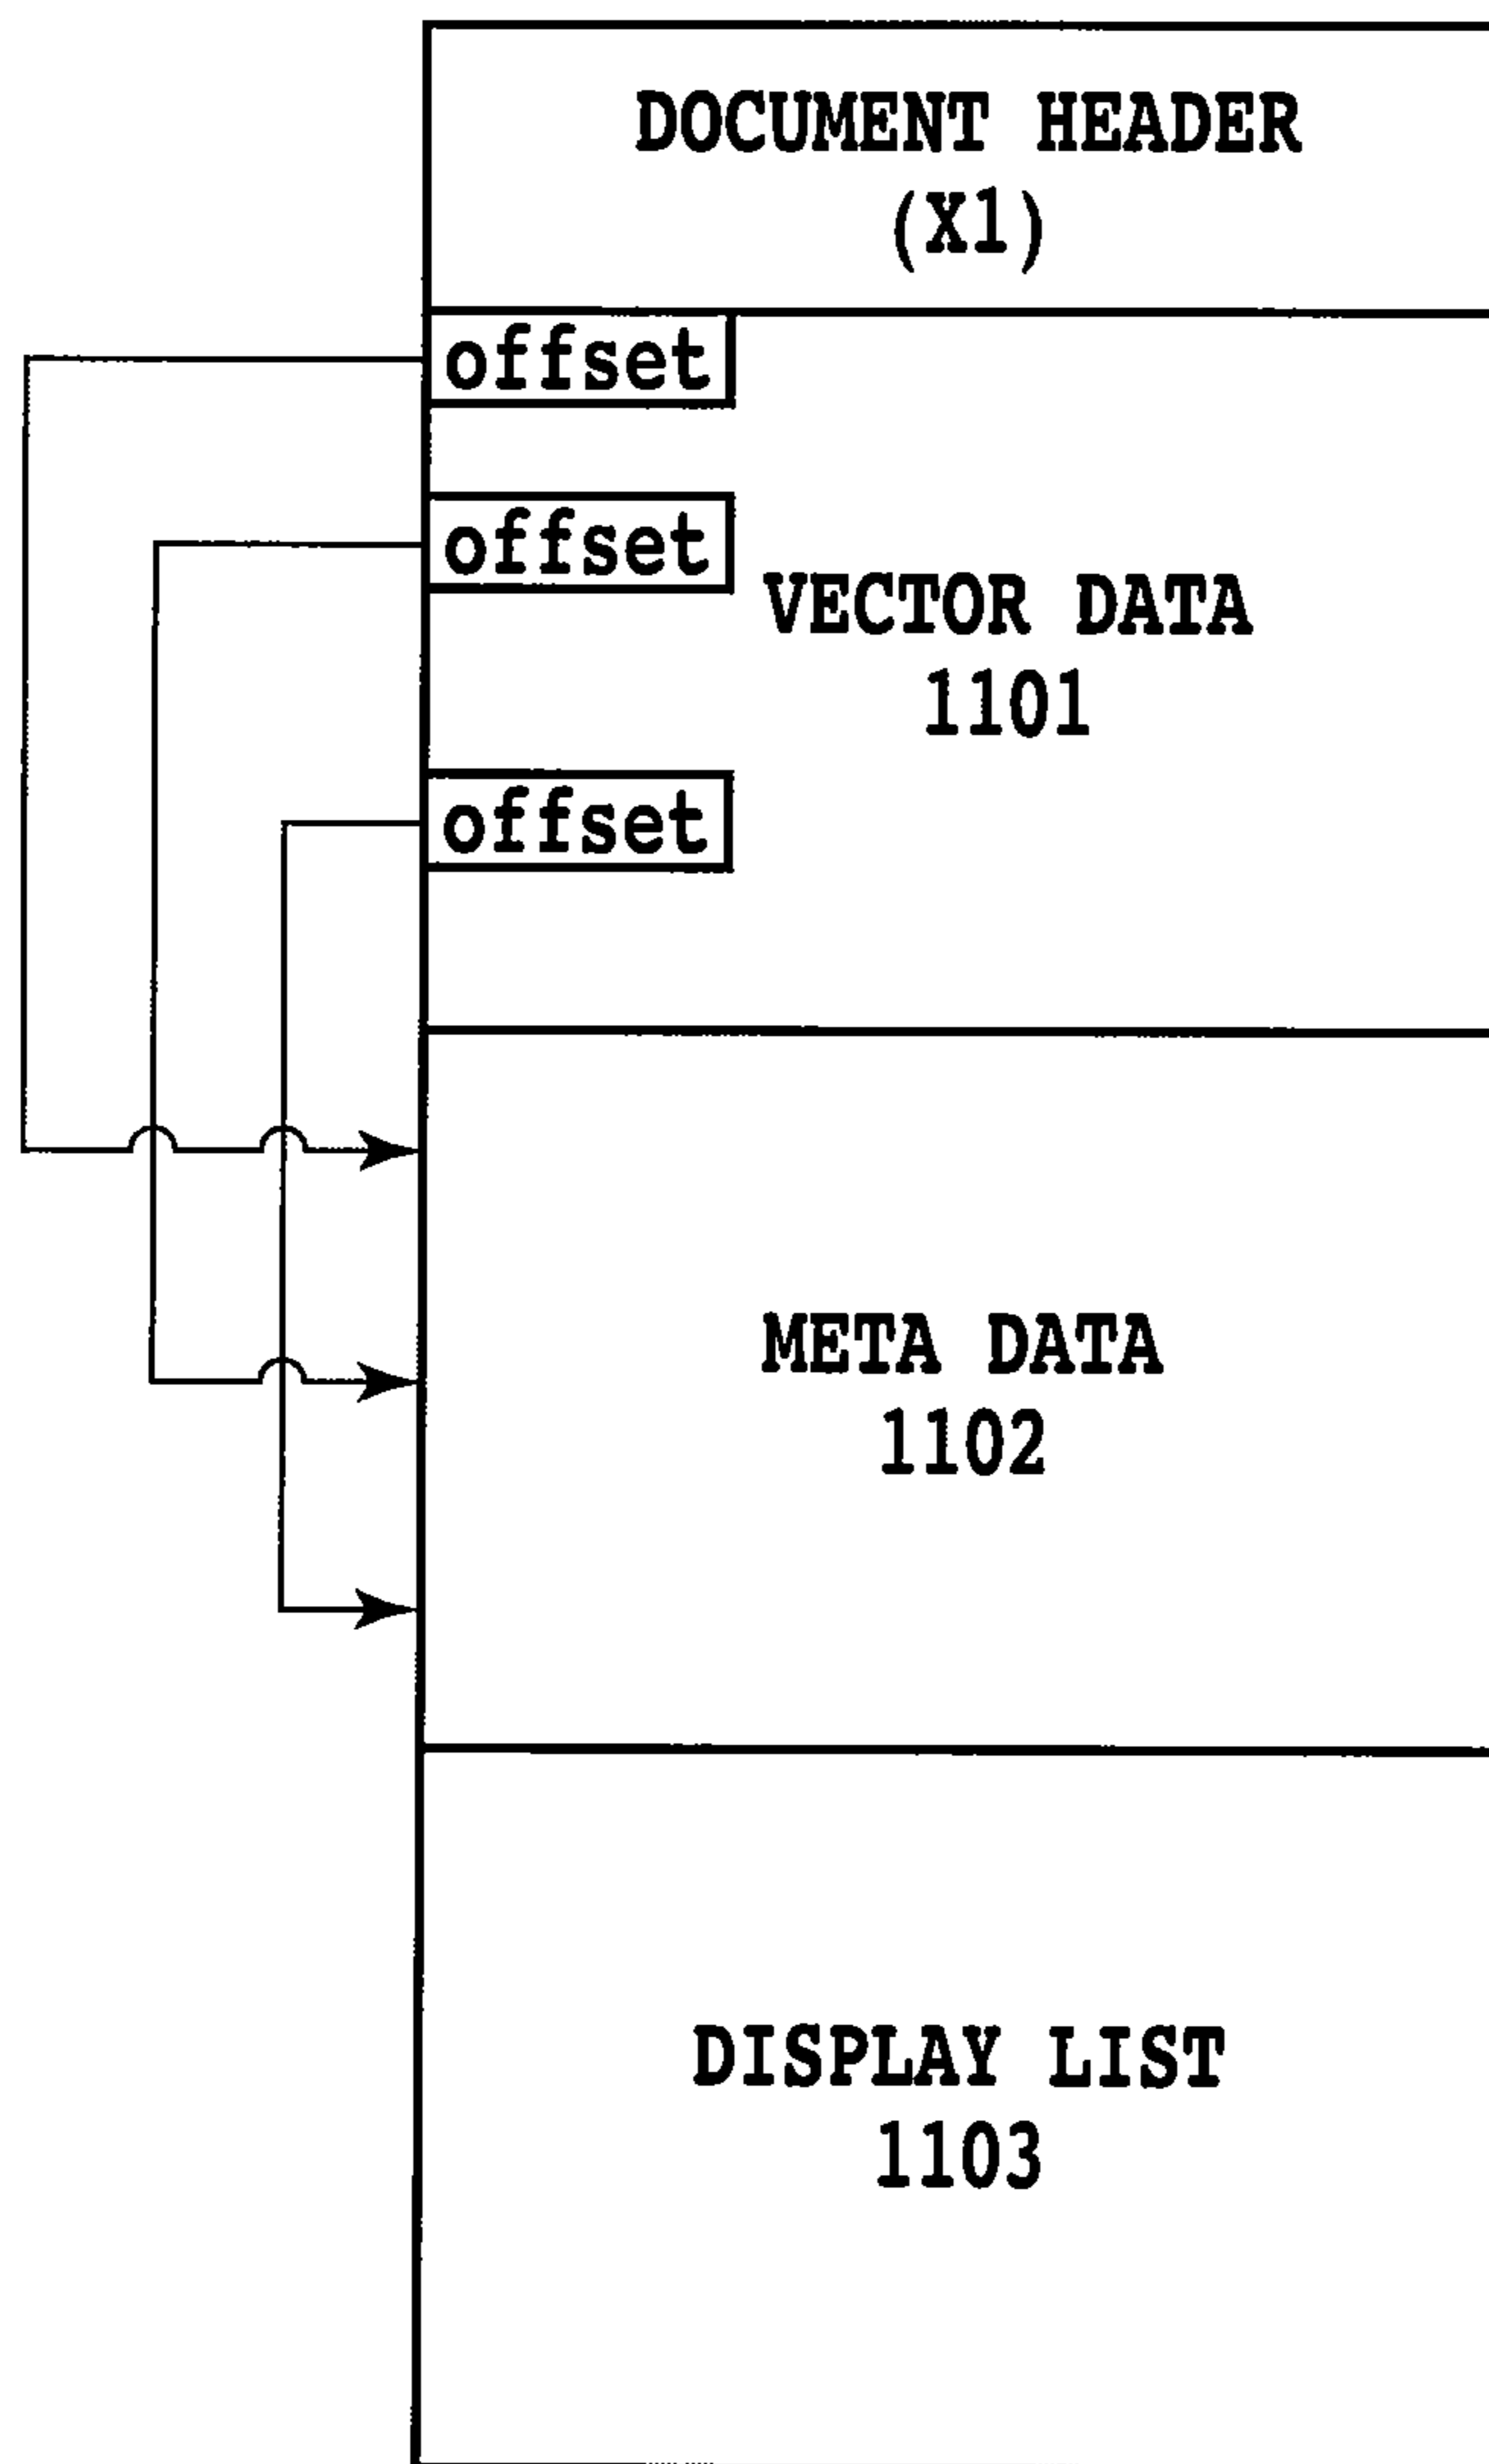 DOCUMENT HEADER
(X1)
offset
offset
VECTOR DATA
1101
offset
META DATA
1102
DISPLAY LIST
1103